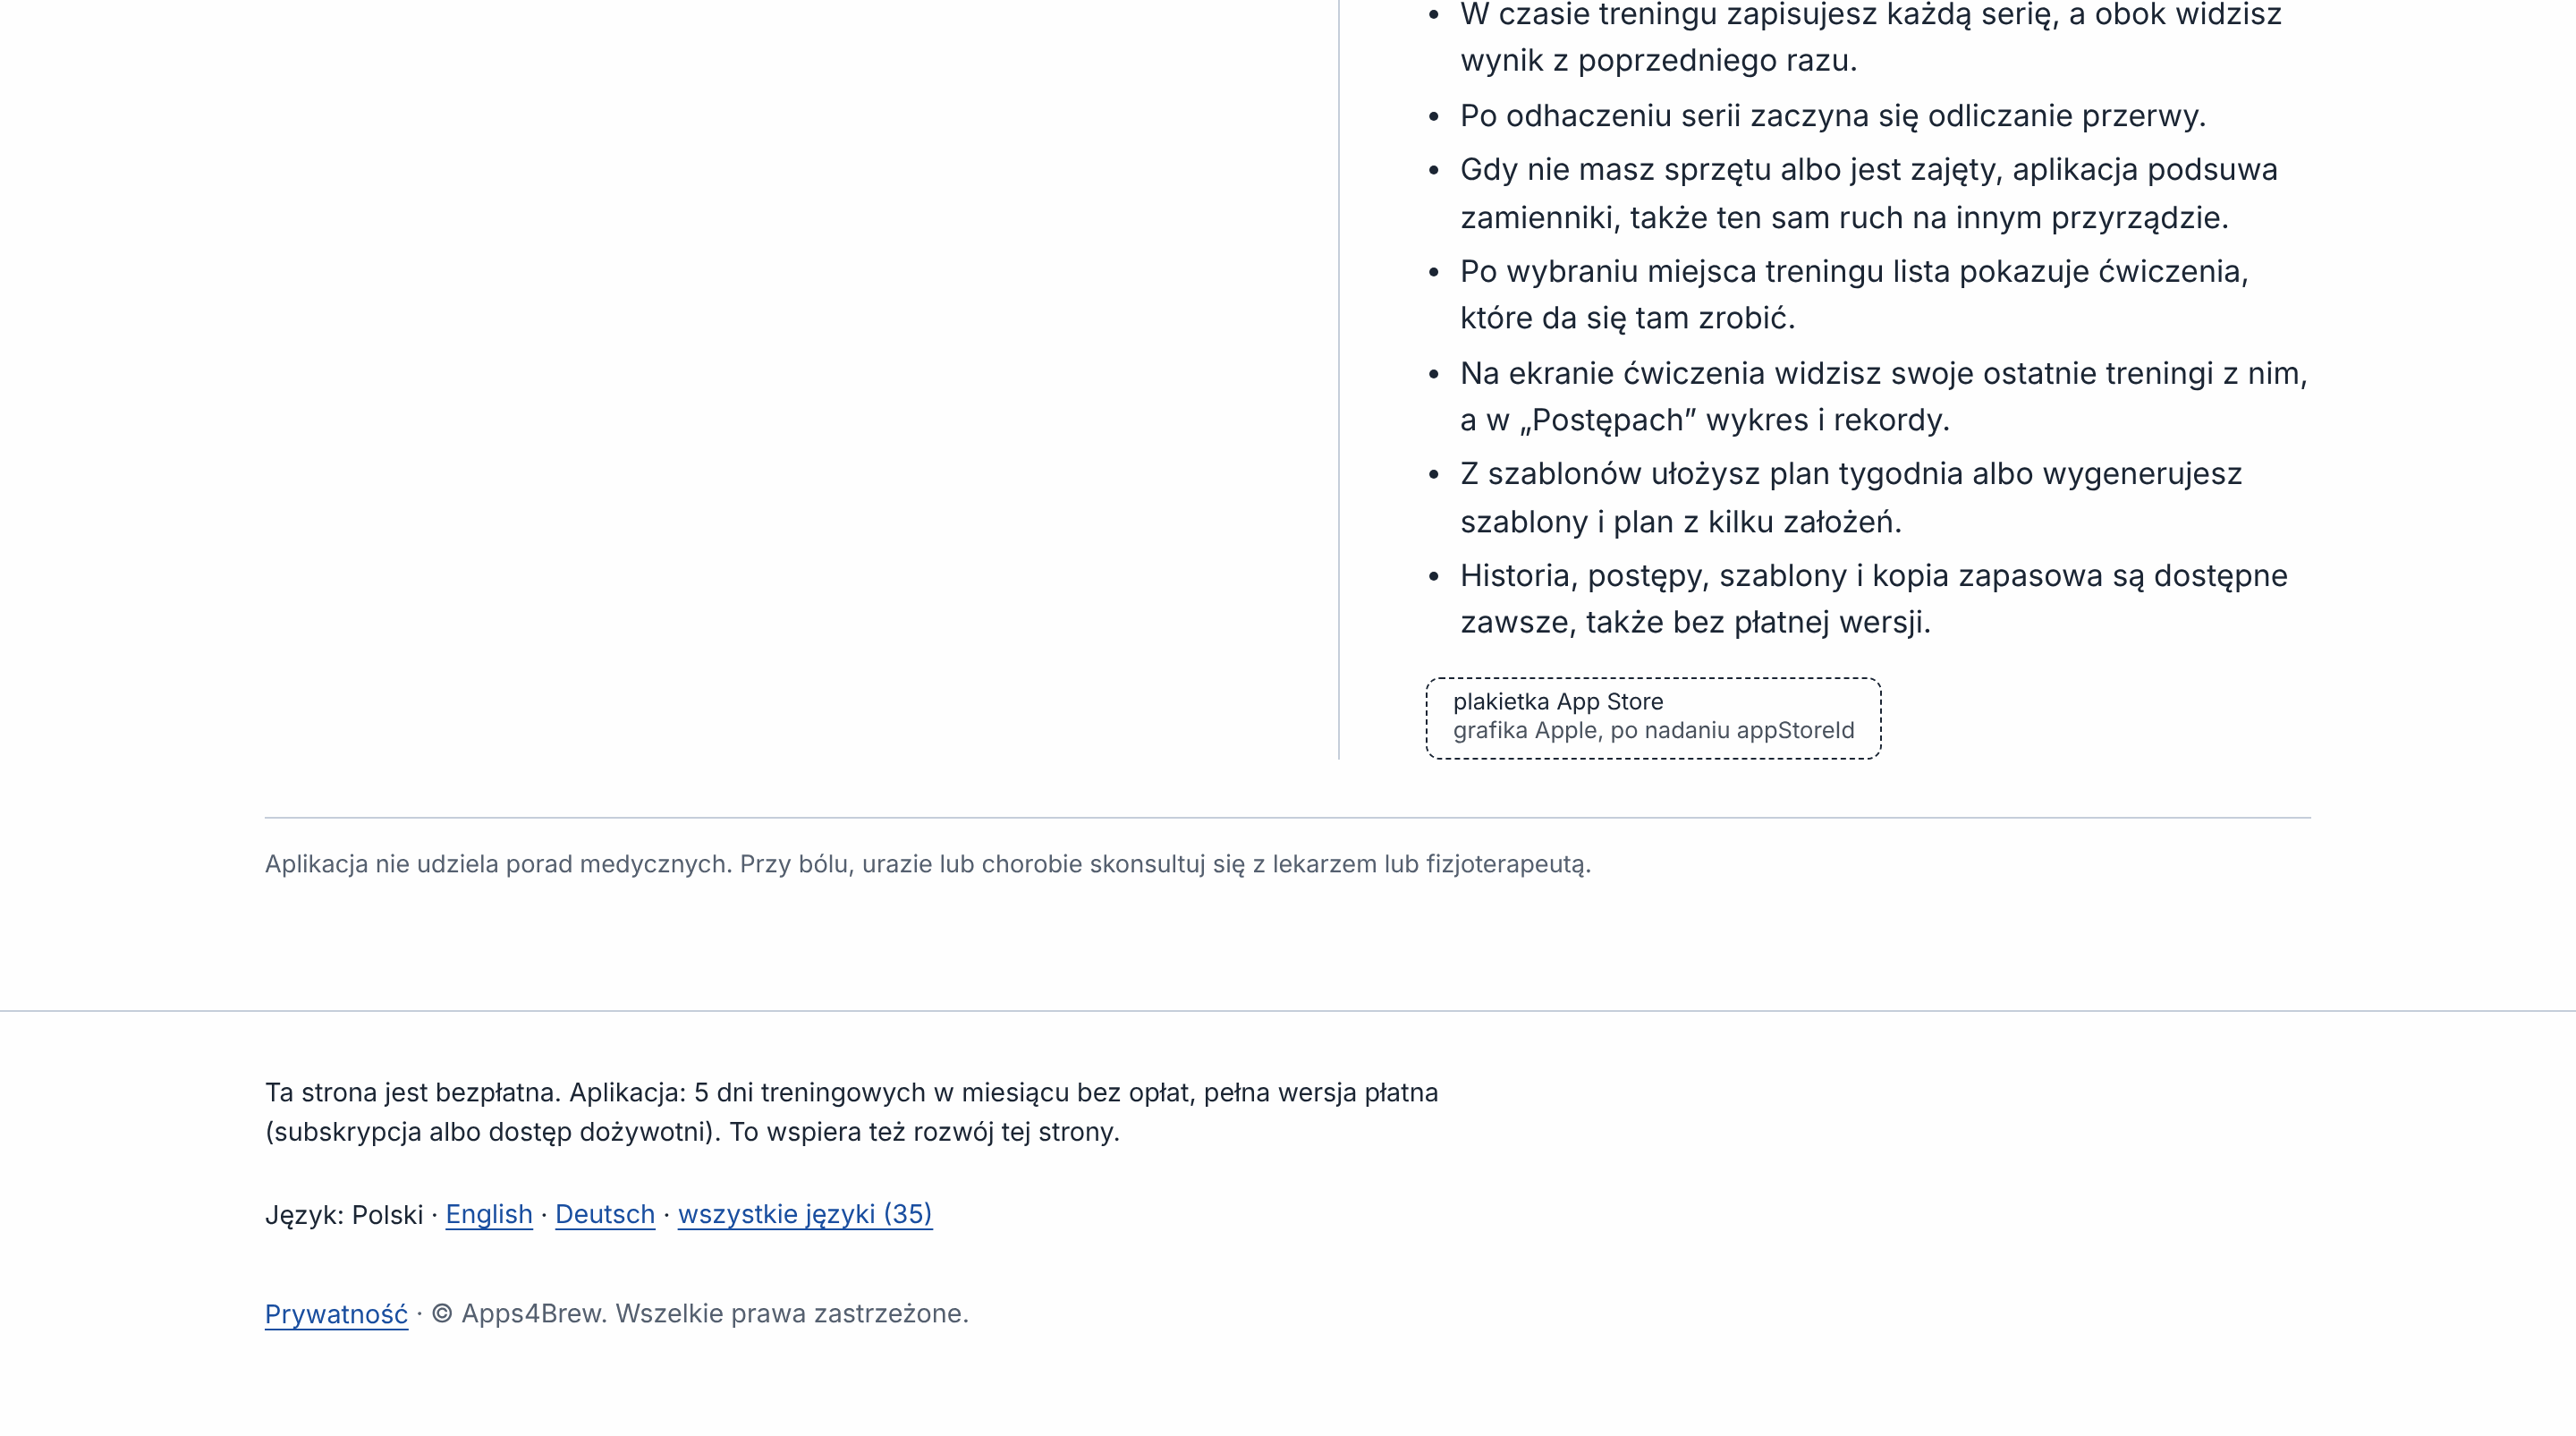 • W czasie treningu zapisujesz każdą serię, a obok widzisz
wynik z poprzedniego razu.
• Po odhaczeniu serii zaczyna się odliczanie przerwy.
• Gdy nie masz sprzętu albo jest zajęty, aplikacja podsuwa
zamienniki, także ten sam ruch na innym przyrządzie.
• Po wybraniu miejsca treningu lista pokazuje ćwiczenia,
które da się tam zrobić.
• Na ekranie ćwiczenia widzisz swoje ostatnie treningi z nim,
a w „Postępach” wykres i rekordy.
• Z szablonów ułożysz plan tygodnia albo wygenerujesz
szablony i plan z kilku założeń.
• Historia, postępy, szablony i kopia zapasowa są dostępne
zawsze, także bez płatnej wersji.
plakietka App Store
grafika Apple, po nadaniu appStoreId
Aplikacja nie udziela porad medycznych. Przy bólu, urazie lub chorobie skonsultuj się z lekarzem lub fizjoterapeutą.
Ta strona jest bezpłatna. Aplikacja: 5 dni treningowych w miesiącu bez opłat, pełna wersja płatna
(subskrypcja albo dostęp dożywotni). To wspiera też rozwój tej strony.
Język: Polski · English · Deutsch · wszystkie języki (35)
Prywatność · © Apps4Brew. Wszelkie prawa zastrzeżone.